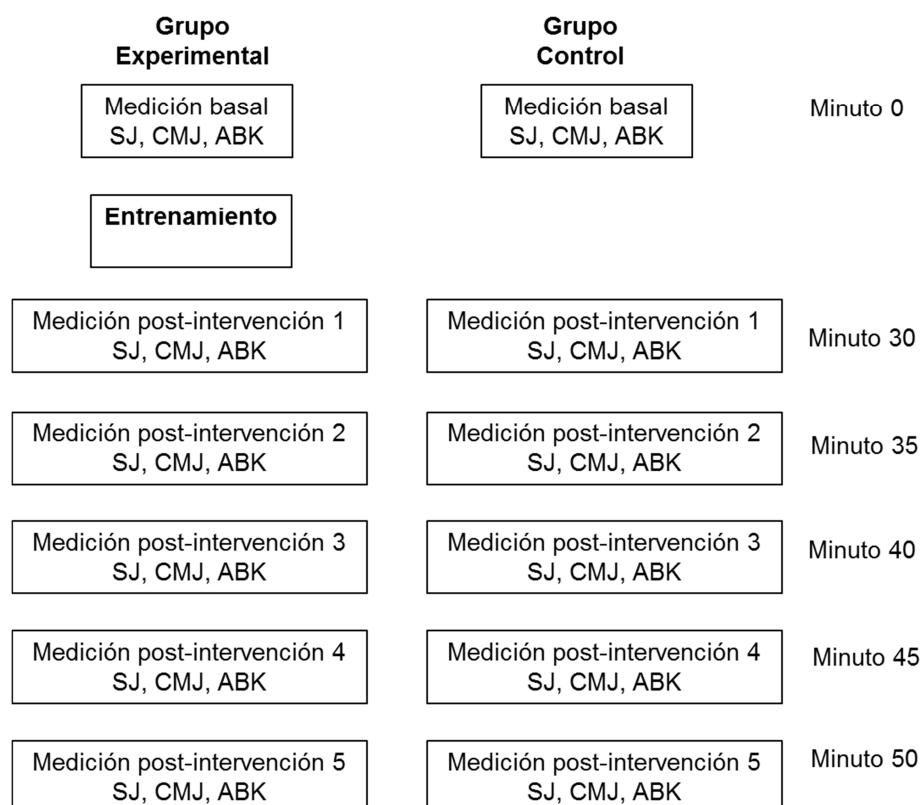 Grupo
Experimental
Grupo
Control
Medición basal
SJ, CMJ, ABK
Medición basal
SJ, CMJ, ABK
Minuto 0
Entrenamiento
Medición post-intervención 1
SJ, CMJ, ABK
Medición post-intervención 1
SJ, CMJ, ABK
Minuto 30
Medición post-intervención 2
SJ, CMJ, ABK
Medición post-intervención 2
SJ, CMJ, ABK
Minuto 35
Medición post-intervención 3
SJ, CMJ, ABK
Medición post-intervención 3
SJ, CMJ, ABK
Minuto 40
Medición post-intervención 4
SJ, CMJ, ABK
Medición post-intervención 4
SJ, CMJ, ABK
Minuto 45
Medición post-intervención 5
SJ, CMJ, ABK
Medición post-intervención 5
SJ, CMJ, ABK
Minuto 50